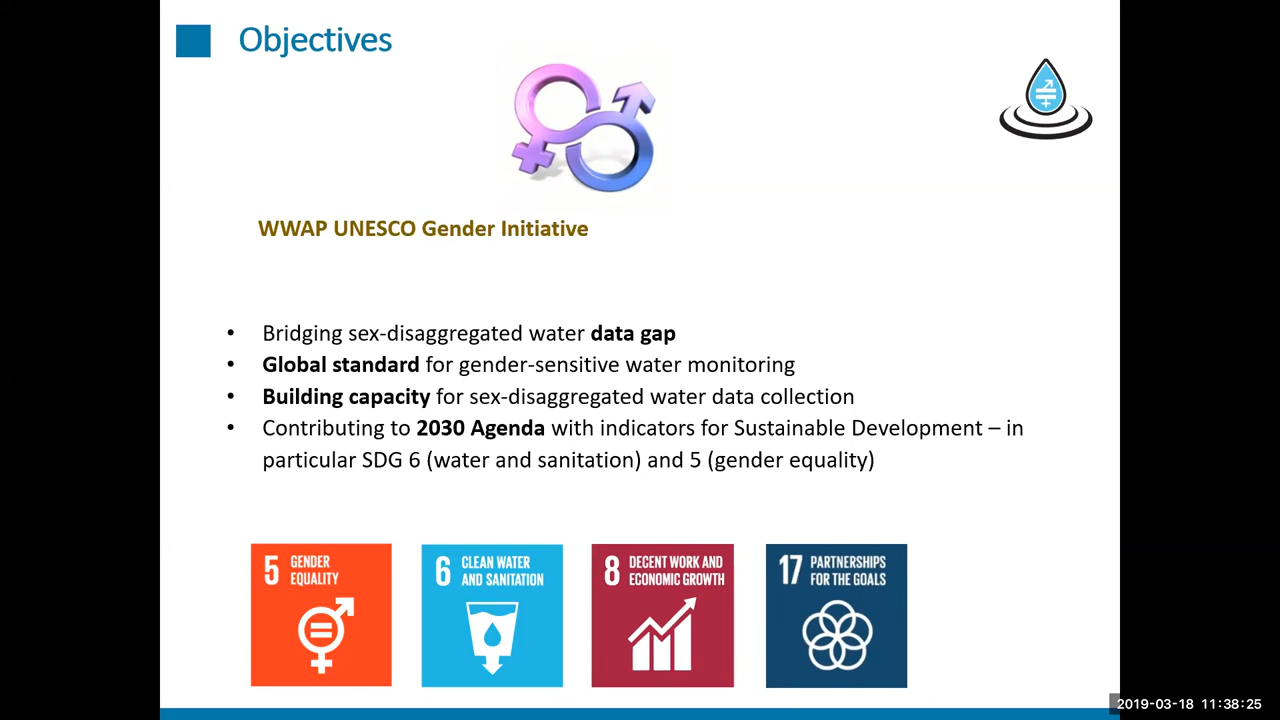 Objectives
WWAP UNESCO Gender Initiative
• Bridging sex-disaggregated water data gap
• Global standard for gender-sensitive water monitoring
• Building capacity for sex-disaggregated water data collection
• Contributing to 2030 Agenda with indicators for Sustainable Development – in
particular SDG 6 (water and sanitation) and 5 (gender equality)
5 GENDER
EQUALITY
6 CLEAN WATER
AND SANITATION
8 DECENT WORK AND
ECONOMIC GROWTH
17 PARTNERSHIPS
FOR THE GOALS
2019-03-18 11:38:25